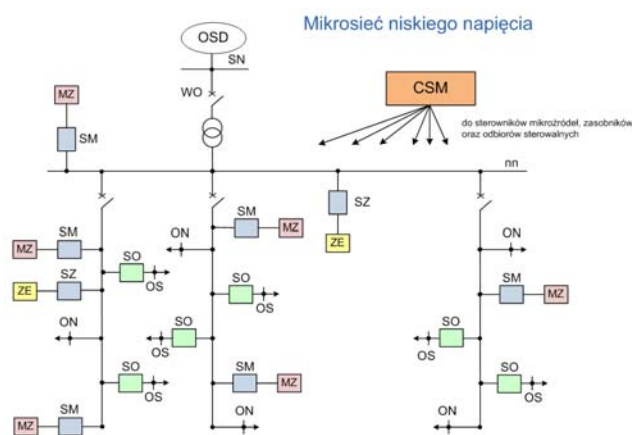 Mikrosieć niskiego napięcia
OSD
SN
WO
CSM
MZ
SM
do sterowników mikroźródeł, zasobników
oraz odbiorów sterowalnych
nn
SZ
ZE
SM
MZ
SO
OS
SZ
ZE
ON
SO
OS
SM
MZ
SM
MZ
ON
SO
OS
SO
OS
SM
MZ
ON
ON
SM
MZ
SO
OS
SO
OS
ON